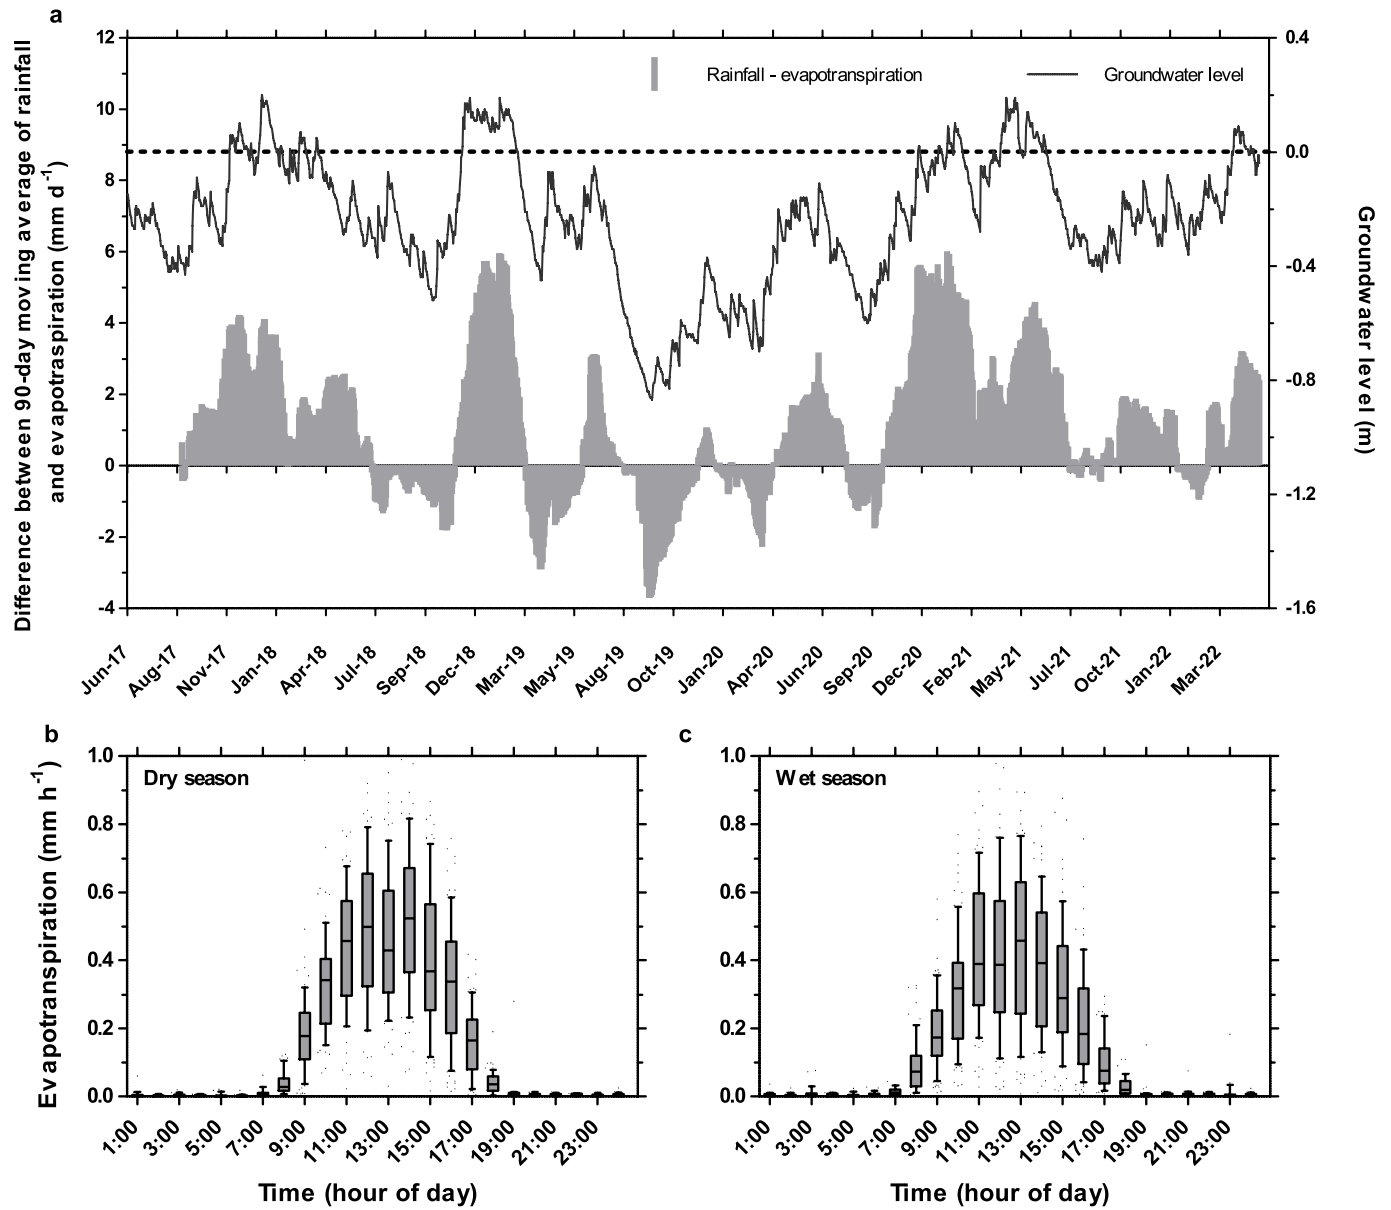 a
Difference between 90-day moving average of rainfall
and evapotraspiration (mm d-1)
12
10
8
6
4
2
0
-2
-4
Rainfall - evapotranspiration
Groundwater level
0.4
0.0
-0.4
-0.8
-1.2
-1.6
Groundwater level (m)
Jun-17
Aug-17
Nov-17
Jan-18
Apr-18
Jul-18
Sep-18
Dec-18
Mar-19
May-19
Aug-19
Oct-19
Jan-20
Apr-20
Jun-20
Sep-20
Dec-20
Feb-21
May-21
Jul-21
Oct-21
Jan-22
Mar-22
b
Evapotranspiration (mm h-1)
1.0
0.8
0.6
0.4
0.2
0.0
Dry season
1:00
3:00
5:00
7:00
9:00
11:00
13:00
15:00
17:00
19:00
21:00
23:00
Time (hour of day)
c
1.0
0.8
0.6
0.4
0.2
0.0
Wet season
1:00
3:00
5:00
7:00
9:00
11:00
13:00
15:00
17:00
19:00
21:00
23:00
Time (hour of day)